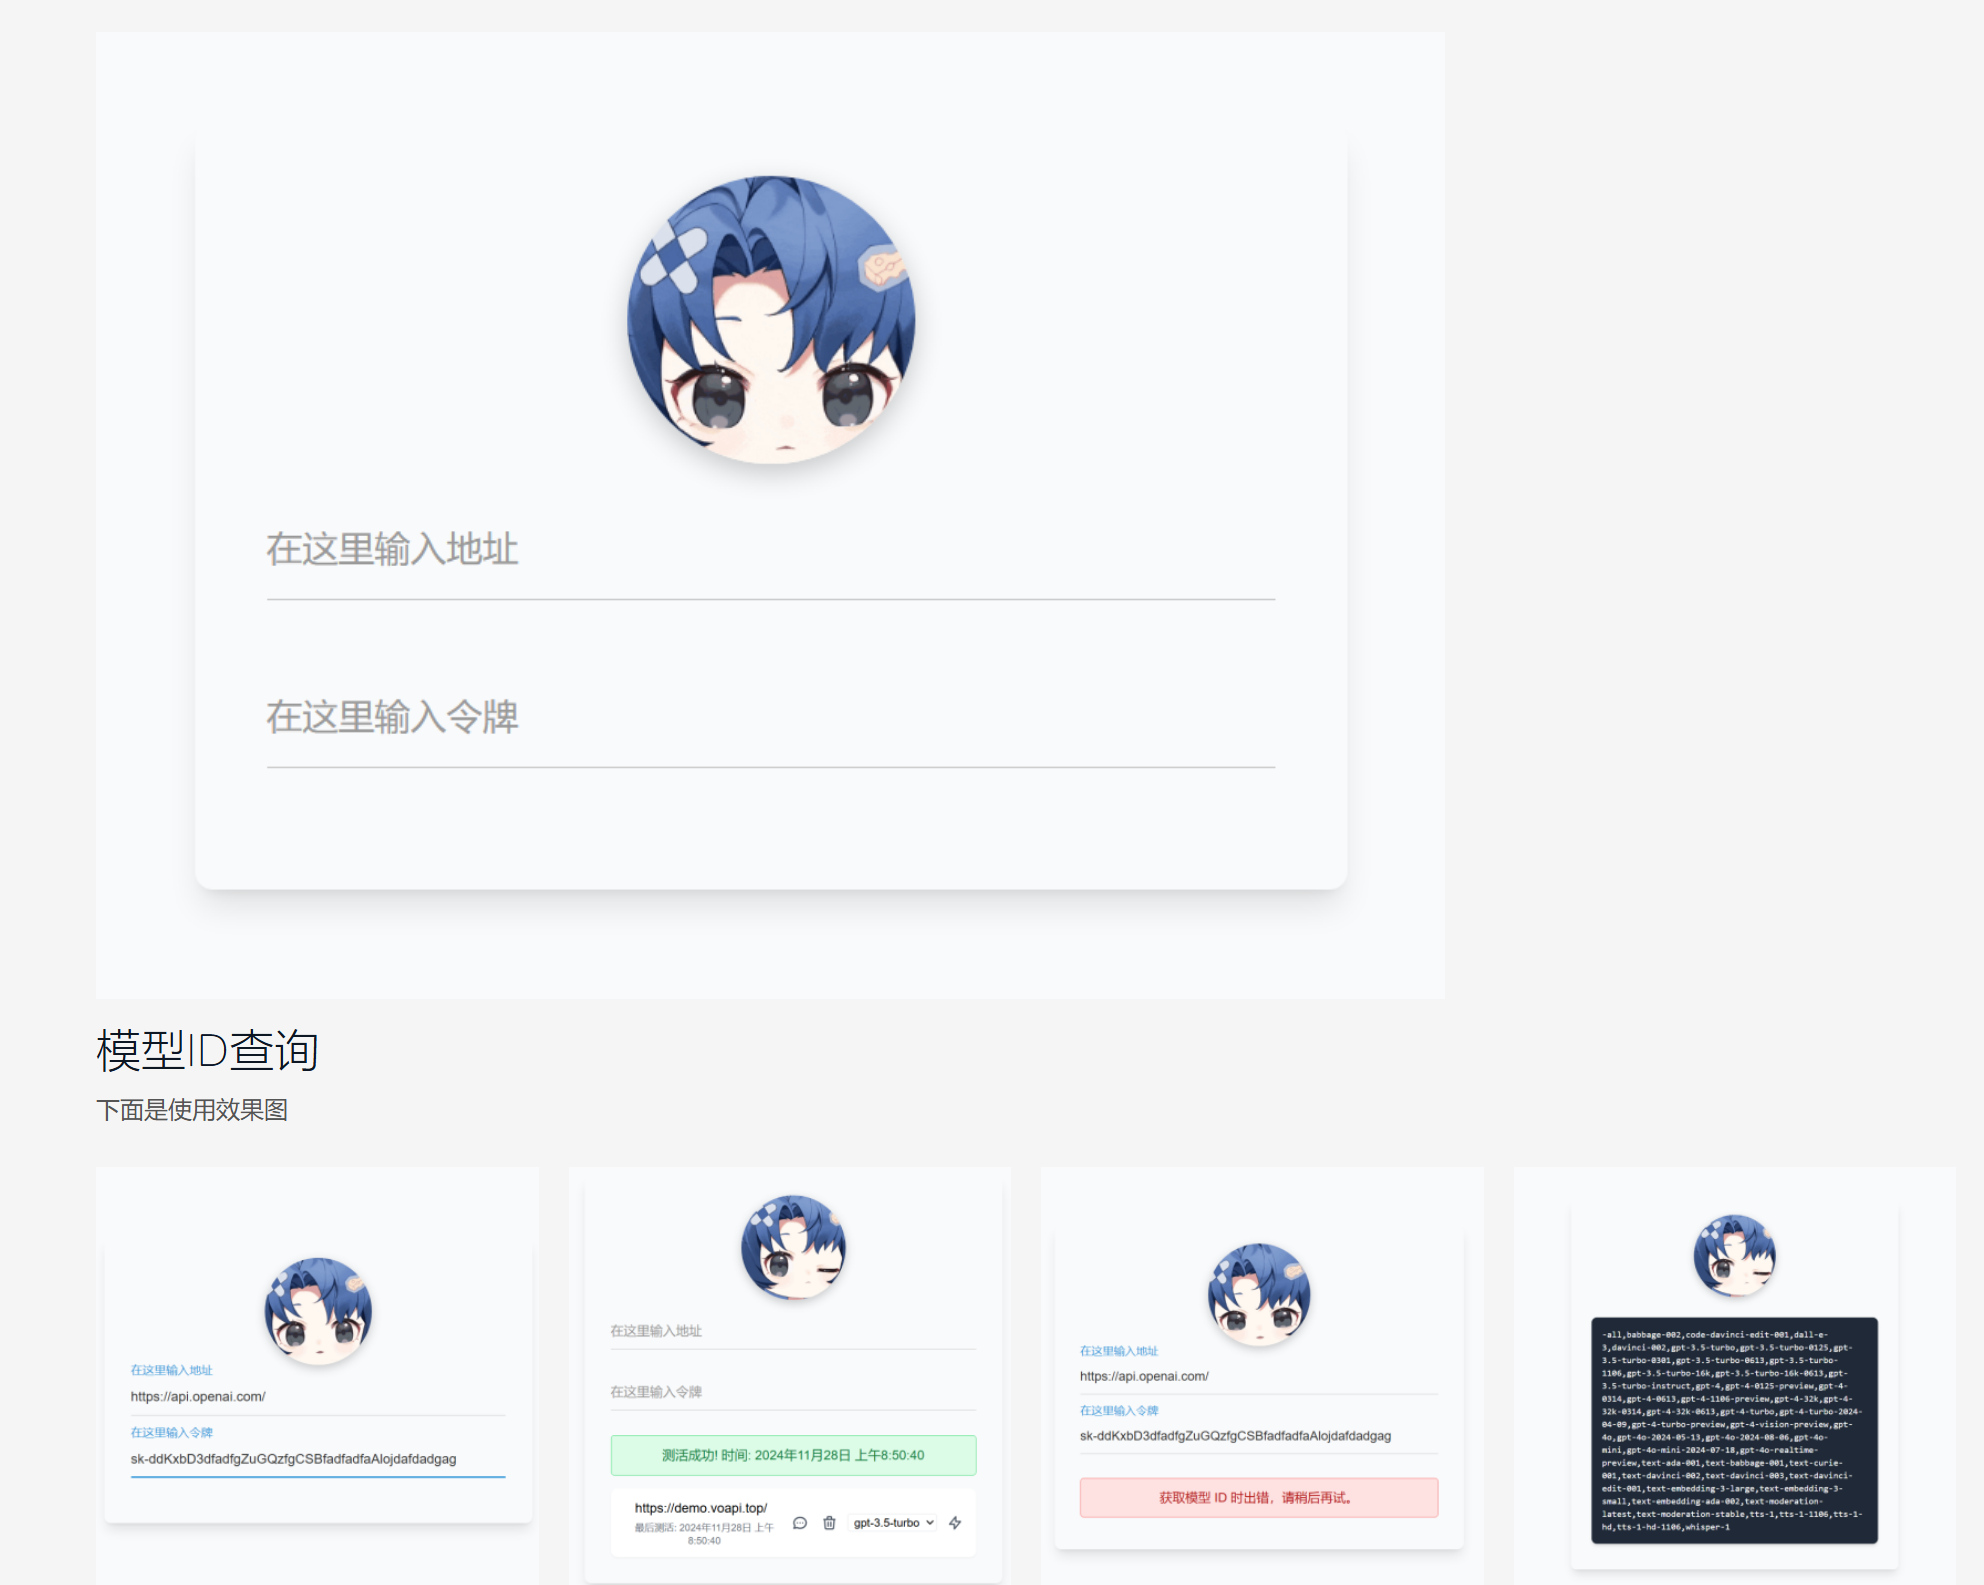 在这里输入地址
在这里输入令牌
模型ID查询
下面是使用效果图
在这里输入地址
https://api.openai.com/
在这里输入令牌
sk-ddKxbD3dfadfgZuGQzfgCSBfadfadfaAlojdafdadgag
在这里输入地址
在这里输入令牌
测活成功! 时间: 2024年11月28日 上午8:50:40
https://demo.voapi.top/
最后测活: 2024年11月28日 上午
8:50:40
gpt-3.5-turbo
在这里输入地址
https://api.openai.com/
在这里输入令牌
sk-ddKxbD3dfadfgZuGQzfgCSBfadfadfaAlojdafdadgag
获取模型 ID 时出错，请稍后再试。
-all,babbage-002,code-davinci-edit-001,dall-e-
3,davinci-002,gpt-3.5-turbo,gpt-3.5-turbo-0125,gpt-
3.5-turbo-0301,gpt-3.5-turbo-0613,gpt-3.5-turbo-
1106,gpt-3.5-turbo-16k,gpt-3.5-turbo-16k-0613,gpt-
3.5-turbo-instruct,gpt-4,gpt-4-0125-preview,gpt-4-
0314,gpt-4-0613,gpt-4-1106-preview,gpt-4-32k,gpt-4-
32k-0314,gpt-4-32k-0613,gpt-4-turbo,gpt-4-turbo-2024-
04-09,gpt-4-turbo-preview,gpt-4-vision-preview,gpt-
4o,gpt-4o-2024-05-13,gpt-4o-2024-08-06,gpt-4o-
mini,gpt-4o-mini-2024-07-18,gpt-4o-realtime-
preview,text-ada-001,text-babbage-001,text-curie-
001,text-davinci-002,text-davinci-003,text-davinci-
edit-001,text-embedding-3-large,text-embedding-3-
small,text-embedding-ada-002,text-moderation-
latest,text-moderation-stable,tts-1,tts-1-1106,tts-1-
hd,tts-1-hd-1106,whisper-1